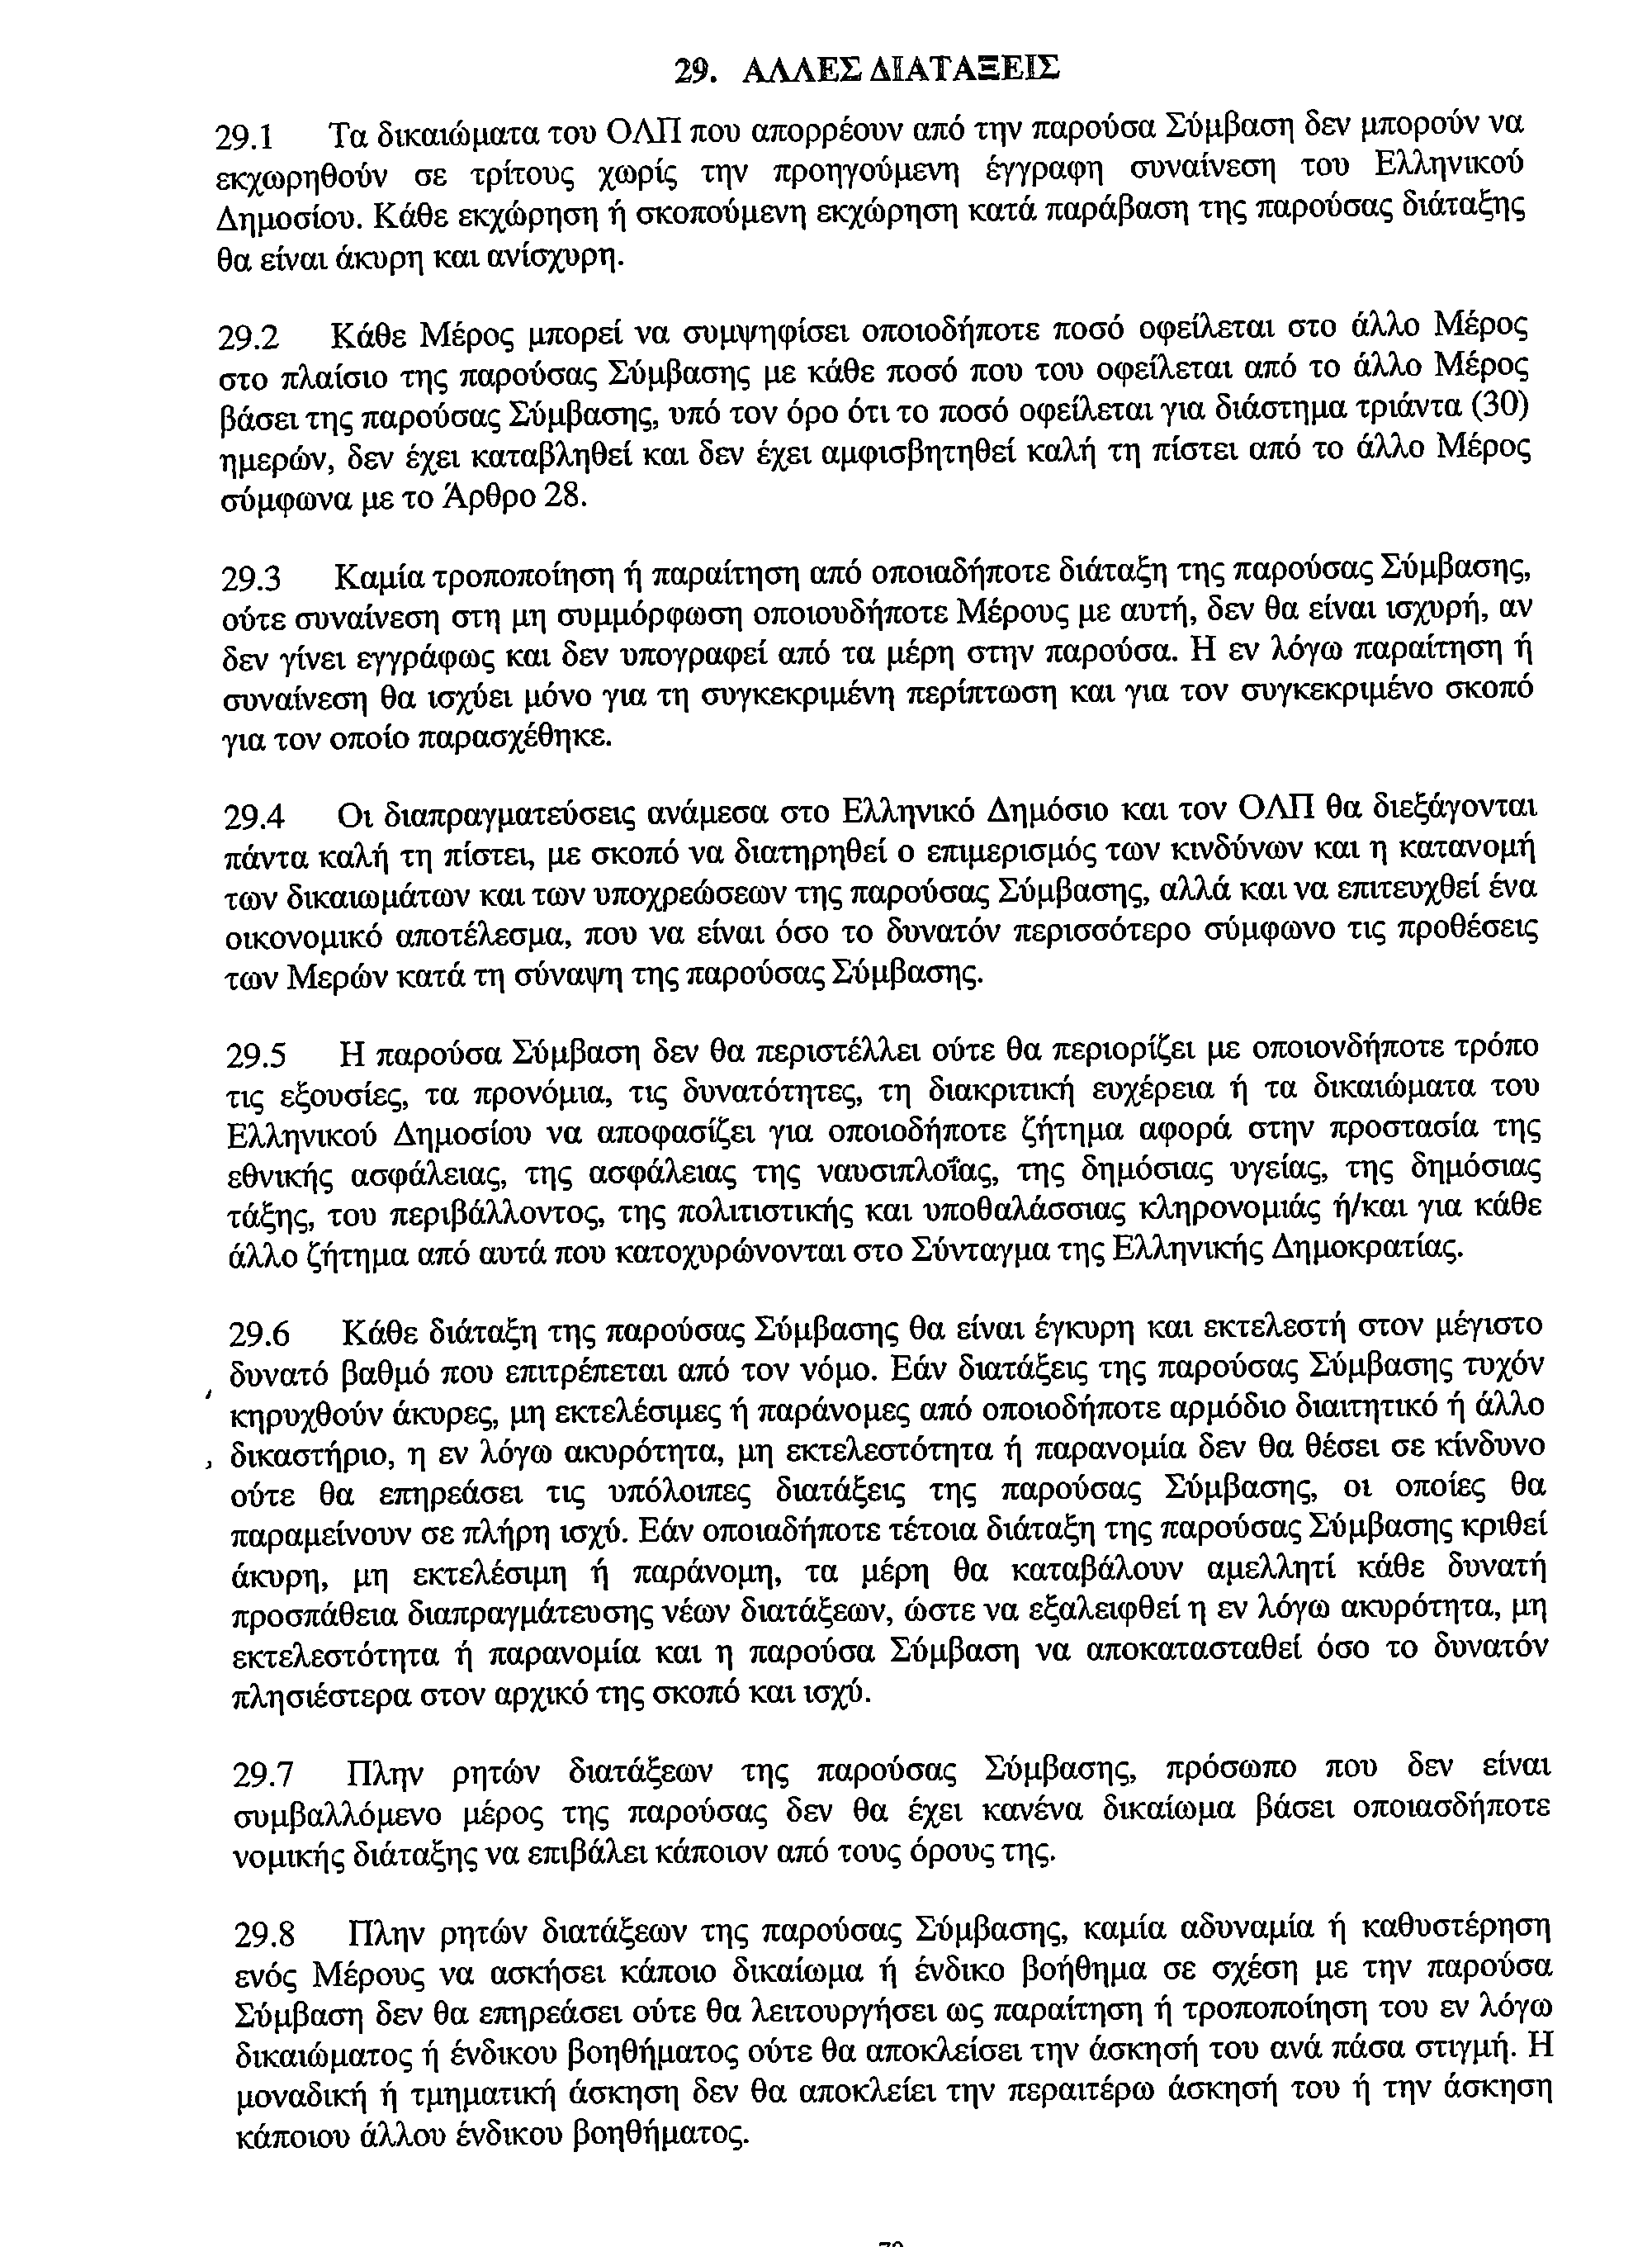 29. ΑΛΛΕΣ ΔΙΑΤΑΞΕΙΣ
29.1 Τα δικαιώματα του ΟΛΠ που απορρέουν από την παρούσα Σύμβαση δεν μπορούν να
εκχωρηθούν σε τρίτους χωρίς την προηγούμενη έγγραφη συναίνεση του Ελληνικού
Δημοσίου. Κάθε εκχώρηση ή σκοπούμενη εκχώρηση κατά παράβαση της παρούσας διάταξης
θα είναι άκυρη και ανίσχυρη.
29.2 Κάθε Μέρος μπορεί να συμψηφίσει οποιοδήποτε ποσό οφείλεται στο άλλο Μέρος
στο πλαίσιο της παρούσας Σύμβασης με κάθε ποσό που του οφείλεται από το άλλο Μέρος
βάσει της παρούσας Σύμβασης, υπό τον όρο ότι το ποσό οφείλεται για διάστημα τριάντα (30)
ημερών, δεν έχει καταβληθεί και δεν έχει αμφισβητηθεί καλή τη πίστει από το άλλο Μέρος
σύμφωνα με το Άρθρο 28.
29.3 Καμία τροποποίηση ή παραίτηση από οποιαδήποτε διάταξη της παρούσας Σύμβασης,
ούτε συναίνεση στη μη συμμόρφωση οποιουδήποτε Μέρους με αυτή, δεν θα είναι ισχυρή, αν
δεν γίνει εγγράφως και δεν υπογραφεί από τα μέρη στην παρούσα. Η εν λόγω παραίτηση ή
συναίνεση θα ισχύει μόνο για τη συγκεκριμένη περίπτωση και για τον συγκεκριμένο σκοπό
για τον οποίο παρασχέθηκε.
29.4 Οι διαπραγματεύσεις ανάμεσα στο Ελληνικό Δημόσιο και τον ΟΛΠ θα διεξάγονται
πάντα καλή τη πίστει, με σκοπό να διατηρηθεί ο επιμερισμός των κινδύνων και η κατανομή
των δικαιωμάτων και των υποχρεώσεων της παρούσας Σύμβασης, αλλά και να επιτευχθεί ένα
οικονομικό αποτέλεσμα, που να είναι όσο το δυνατόν περισσότερο σύμφωνο τις προθέσεις
των Μερών κατά τη σύναψη της παρούσας Σύμβασης.
29.5 Η παρούσα Σύμβαση δεν θα περιστέλλει ούτε θα περιορίζει με οποιονδήποτε τρόπο
τις εξουσίες, τα προνόμια, τις δυνατότητες, τη διακριτική ευχέρεια ή τα δικαιώματα του
Ελληνικού Δημοσίου να αποφασίζει για οποιοδήποτε ζήτημα αφορά στην προστασία της
εθνικής ασφάλειας, της ασφάλειας της ναυσιπλοΐας, της δημόσιας υγείας, της δημόσιας
τάξης, του περιβάλλοντος, της πολιτιστικής και υποθαλάσσιας κληρονομιάς ή/και για κάθε
άλλο ζήτημα από αυτά που κατοχυρώνονται στο Σύνταγμα της Ελληνικής Δημοκρατίας.
29.6 Κάθε διάταξη της παρούσας Σύμβασης θα είναι έγκυρη και εκτελεστή στον μέγιστο
δυνατό βαθμό που επιτρέπεται από τον νόμο. Εάν διατάξεις της παρούσας Σύμβασης τυχόν
κηρυχθούν άκυρες, μη εκτελέσιμες ή παράνομες από οποιοδήποτε αρμόδιο διαιτητικό ή άλλο
δικαστήριο, η εν λόγω ακυρότητα, μη εκτελεστότητα ή παρανομία δεν θα θέσει σε κίνδυνο
ούτε θα επηρεάσει τις υπόλοιπες διατάξεις της παρούσας Σύμβασης, οι οποίες θα
παραμείνουν σε πλήρη ισχύ. Εάν οποιαδήποτε τέτοια διάταξη της παρούσας Σύμβασης κριθεί
άκυρη, μη εκτελέσιμη ή παράνομη, τα μέρη θα καταβάλουν αμελλητί κάθε δυνατή
προσπάθεια διαπραγμάτευσης νέων διατάξεων, ώστε να εξαλειφθεί η εν λόγω ακυρότητα, μη
εκτελεστότητα ή παρανομία και η παρούσα Σύμβαση να αποκατασταθεί όσο το δυνατόν
πλησιέστερα στον αρχικό της σκοπό και ισχύ.
29.7 Πλην ρητών διατάξεων της παρούσας Σύμβασης, πρόσωπο που δεν είναι
συμβαλλόμενο μέρος της παρούσας δεν θα έχει κανένα δικαίωμα βάσει οποιασδήποτε
νομικής διάταξης να επιβάλει κάποιον από τους όρους της.
29.8 Πλην ρητών διατάξεων της παρούσας Σύμβασης, καμία αδυναμία ή καθυστέρηση
ενός Μέρους να ασκήσει κάποιο δικαίωμα ή ένδικο βοήθημα σε σχέση με την παρούσα
Σύμβαση δεν θα επηρεάσει ούτε θα λειτουργήσει ως παραίτηση ή τροποποίηση του εν λόγω
δικαιώματος ή ένδικου βοηθήματος ούτε θα αποκλείσει την άσκησή του ανά πάσα στιγμή. Η
μοναδική ή τμηματική άσκηση δεν θα αποκλείει την περαιτέρω άσκησή του ή την άσκηση
κάποιου άλλου ένδικου βοηθήματος.